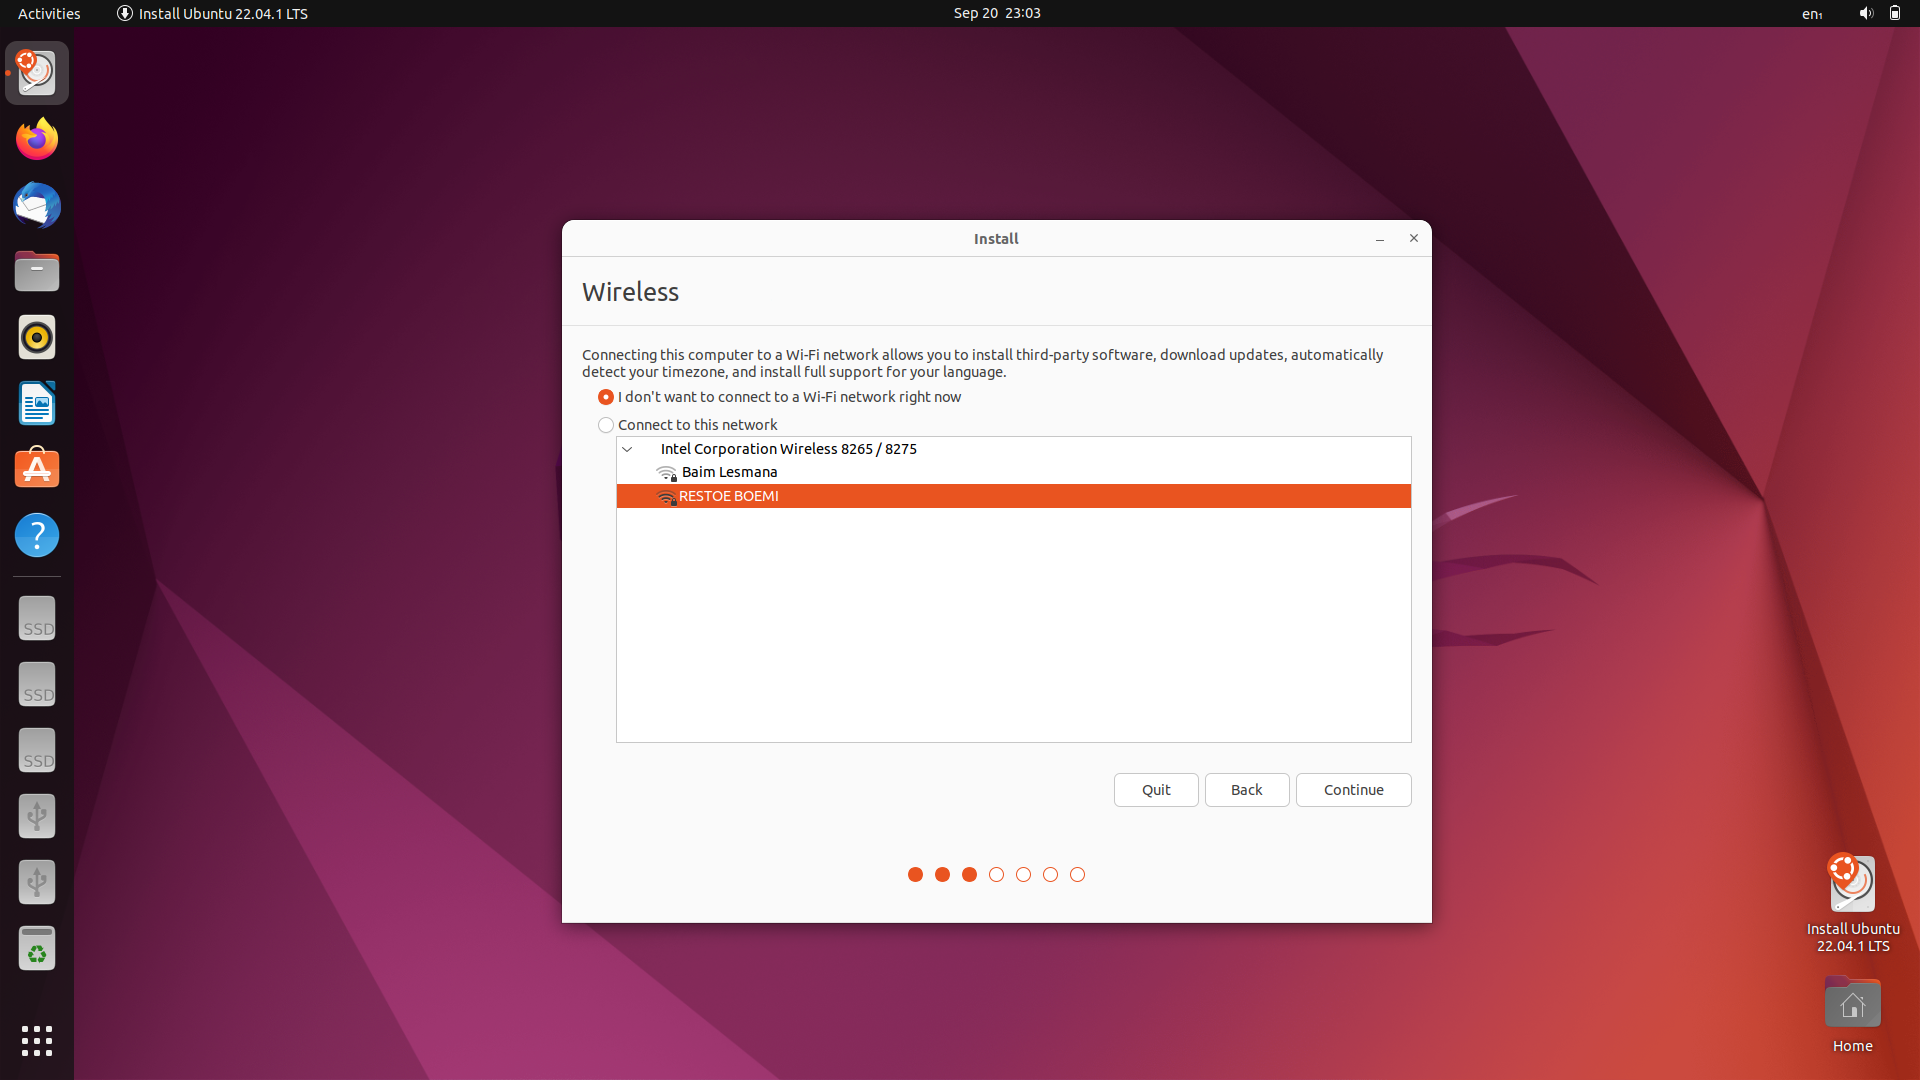 Activities
Install Ubuntu 22.04.1 LTS
Sep 20 23:03
en₁
Install
Wireless
Connecting this computer to a Wi-Fi network allows you to install third-party software, download updates, automatically
detect your timezone, and install full support for your language.
I don't want to connect to a Wi-Fi network right now
Connect to this network
Intel Corporation Wireless 8265 / 8275
Baim Lesmana
RESTOE BOEMI
Quit
Back
Continue
SSD
SSD
SSD
Install Ubuntu
22.04.1 LTS
Home